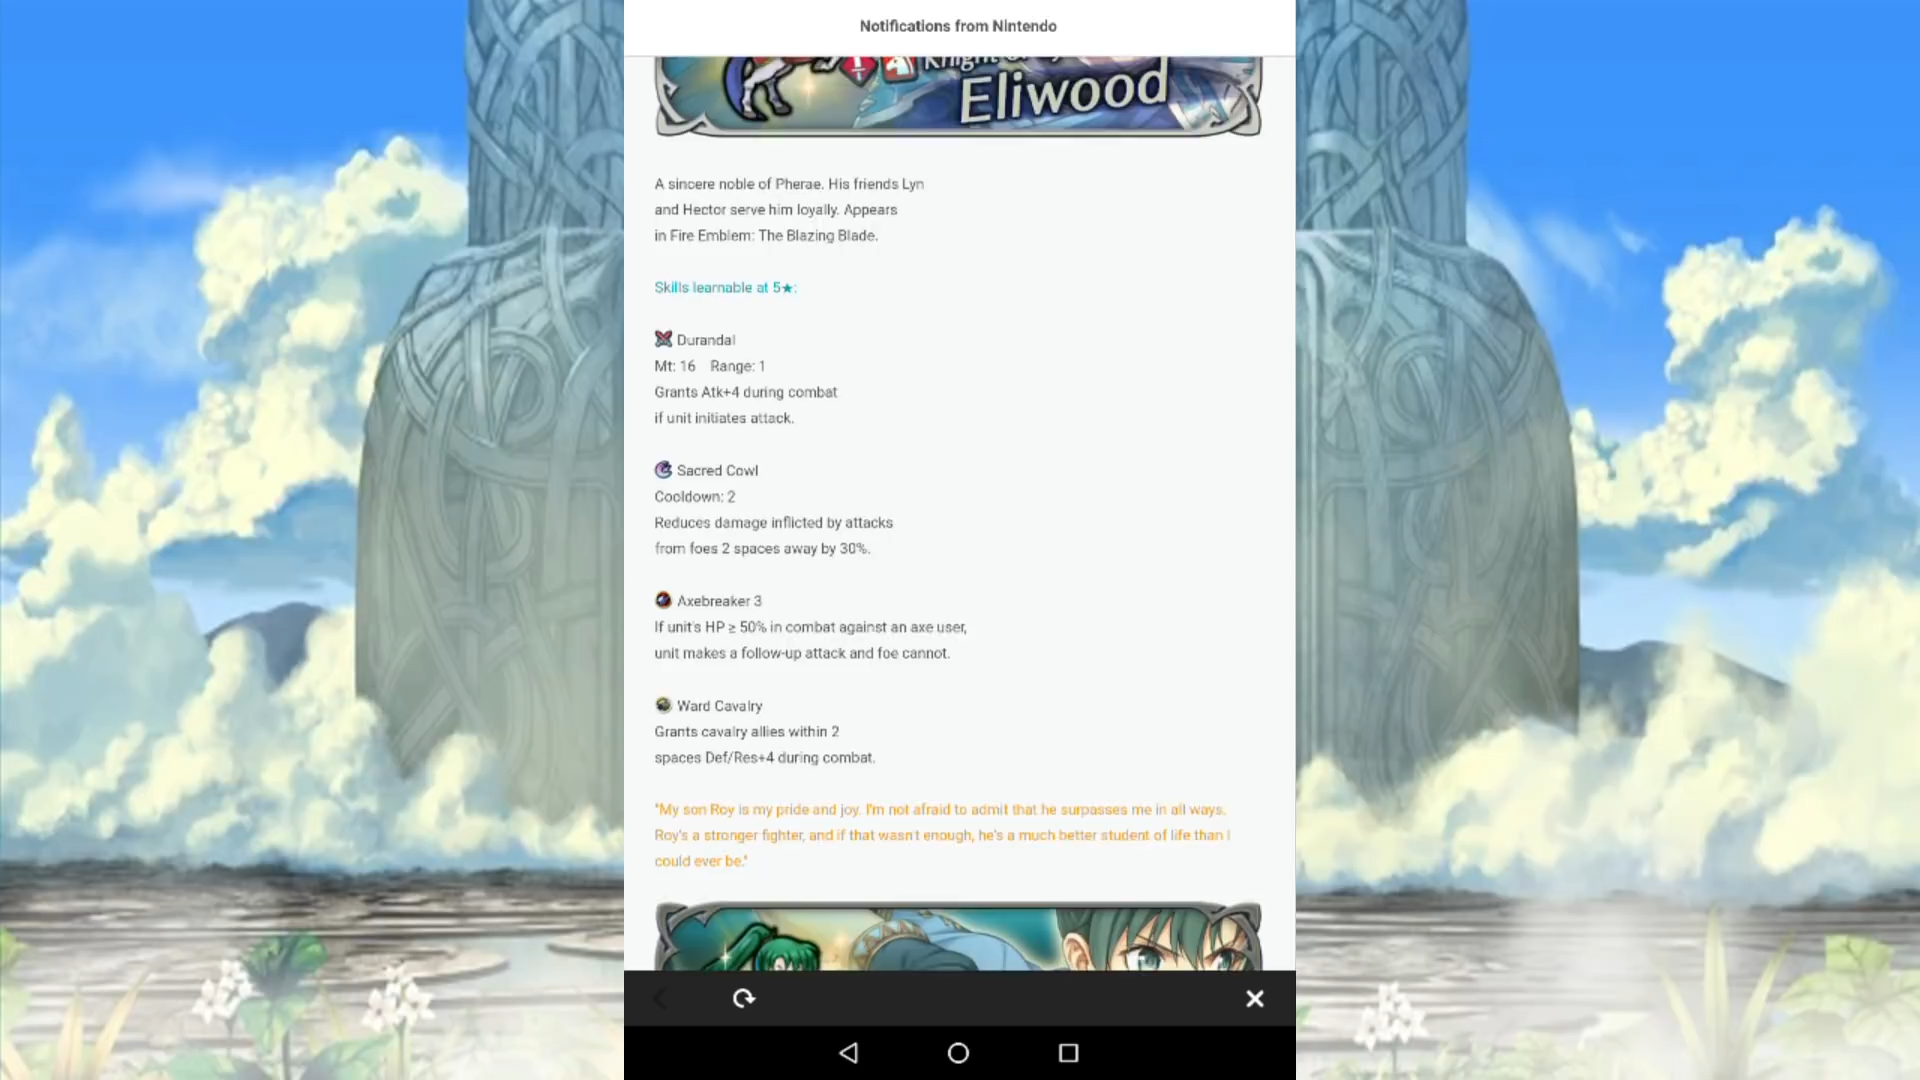 Notifications from Nintendo
Eliwood
A sincere noble of Pherae. His friends Lyn
and Hector serve him loyally. Appears
in Fire Emblem: The Blazing Blade.
Skills learnable at 5★:
Durandal
Mt: 16 Range: 1
Grants Atk+4 during combat
if unit initiates attack.
Sacred Cowl
Cooldown: 2
Reduces damage inflicted by attacks
from foes 2 spaces away by 30%.
Axebreaker 3
If unit's HP ≥ 50% in combat against an axe user,
unit makes a follow-up attack and foe cannot.
Ward Cavalry
Grants cavalry allies within 2
spaces Def/Res+4 during combat.
"My son Roy is my pride and joy. I'm not afraid to admit that he surpasses me in all ways.
Roy's a stronger fighter, and if that wasn't enough, he's a much better student of life than I
could ever be."